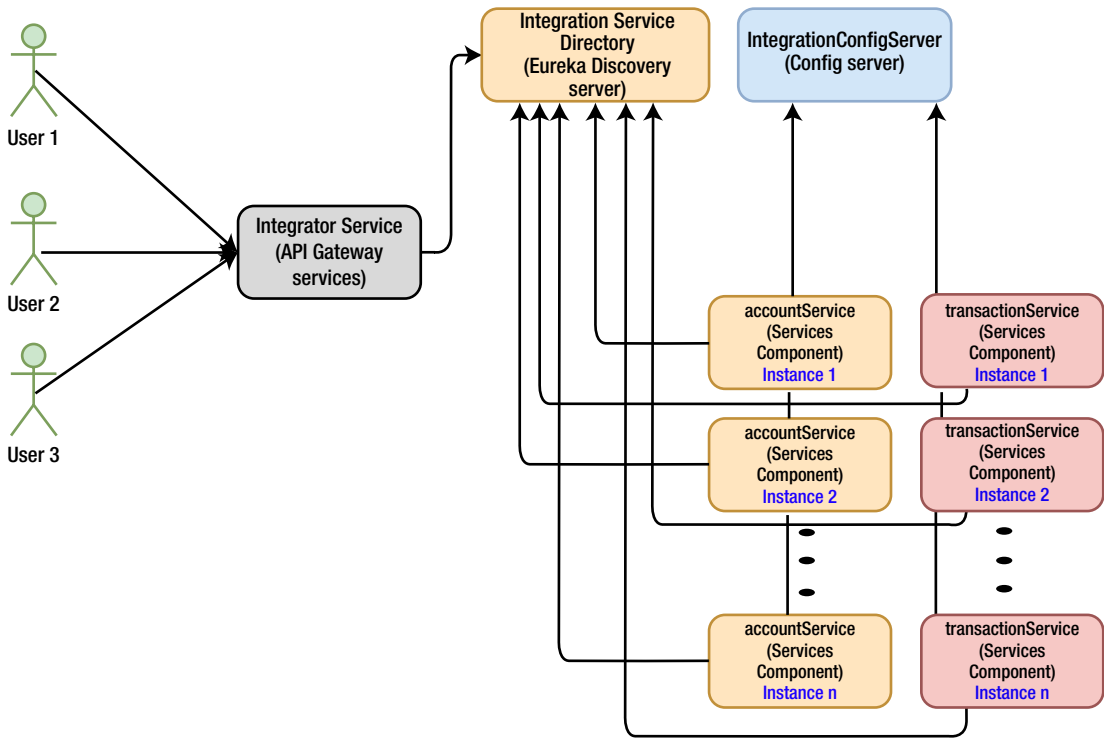 Integration Service
Directory
(Eureka Discovery
server)
IntegrationConfigServer
(Config server)
User 1
Integrator Service
(API Gateway
services)
User 2
User 3
accountService
(Services
Component)
Instance 1
transactionService
(Services
Component)
Instance 1
accountService
(Services
Component)
Instance 2
transactionService
(Services
Component)
Instance 2
accountService
(Services
Component)
Instance n
transactionService
(Services
Component)
Instance n